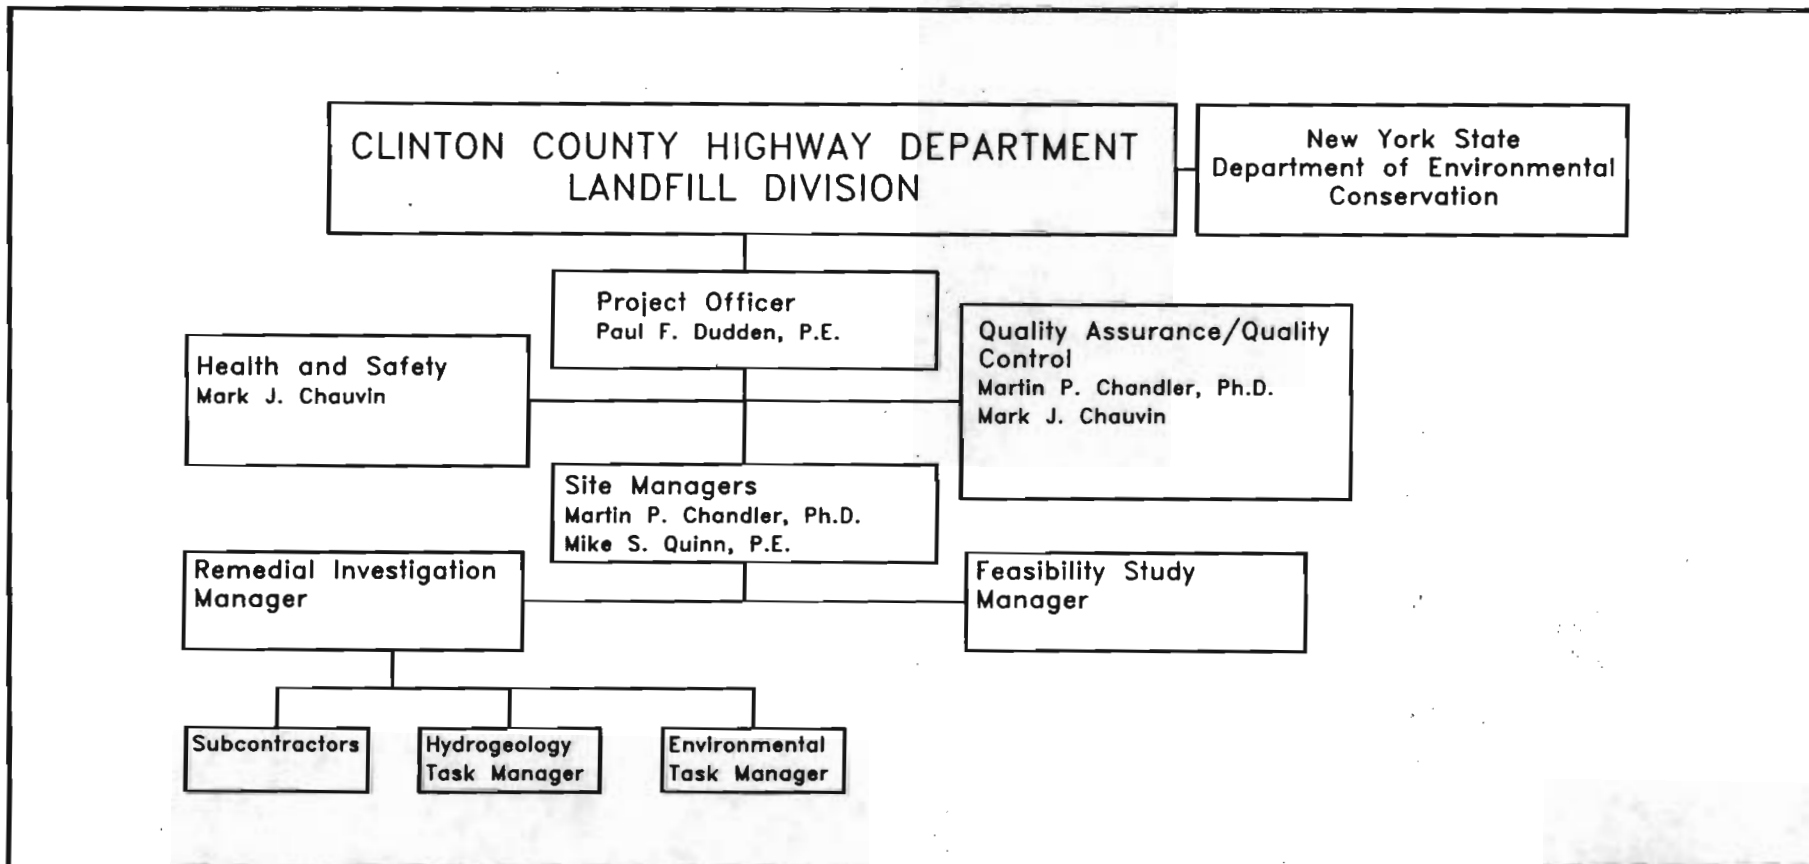 CLINTON COUNTY HIGHWAY DEPARTMENT
LANDFILL DIVISION
New York State
Department of Environmental
Conservation
Project Officer
Paul F. Dudden, P.E.
Health and Safety
Mark J. Chauvin
Quality Assurance/Quality
Control
Martin P. Chandler, Ph.D.
Mark J. Chauvin
Site Managers
Martin P. Chandler, Ph.D.
Mike S. Quinn, P.E.
Remedial Investigation
Manager
Feasibility Study
Manager
Subcontractors
Hydrogeology
Task Manager
Environmental
Task Manager